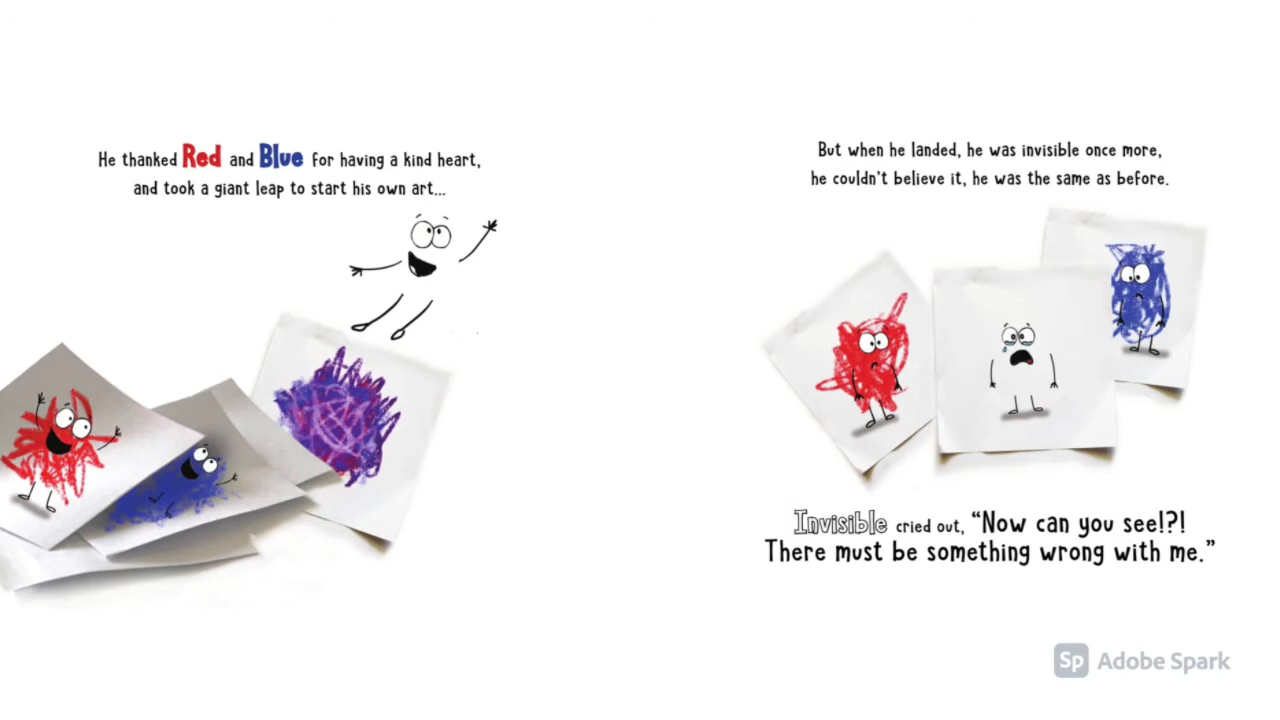 He thanked Red and Blue for having a kind heart,
and took a giant leap to start his own art...
But when he landed, he was invisible once more,
he couldn't believe it, he was the same as before.
Invisible cried out, “Now can you see!?!
There must be something wrong with me.”
Sp Adobe Spark